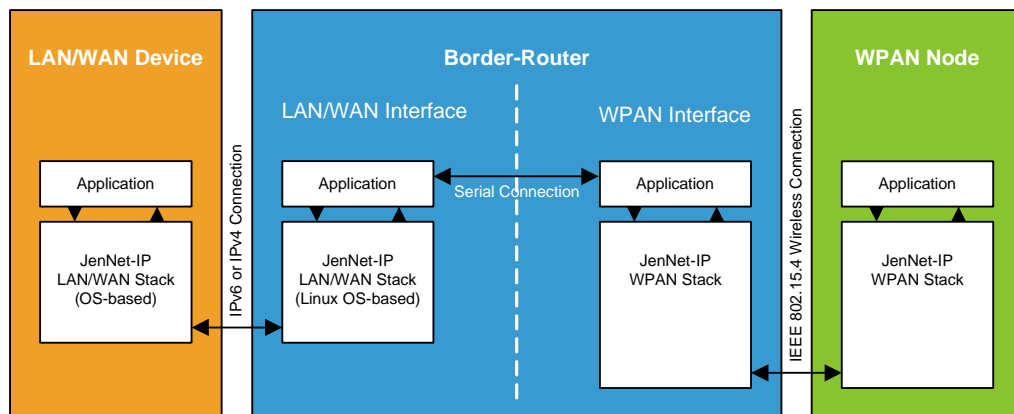 LAN/WAN Device
Border-Router
WPAN Node
LAN/WAN Interface
WPAN Interface
Application
Application
Serial Connection
Application
Application
IPv6 or IPv4 Connection
IEEE 802.15.4 Wireless Connection
JenNet-IP
LAN/WAN Stack
(OS-based)
JenNet-IP
LAN/WAN Stack
(Linux OS-based)
JenNet-IP
WPAN Stack
JenNet-IP
WPAN Stack